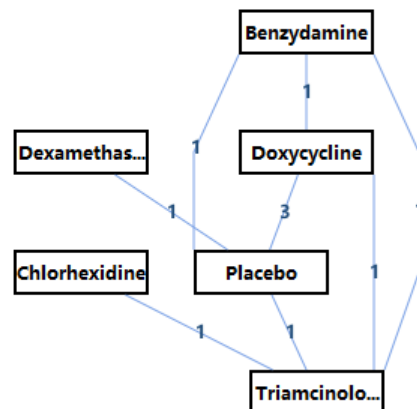 Benzydamine
1
1
Dexamethas...
Doxycycline
1
3
1
Chlorhexidine
Placebo
1
1
Triamcinolo...